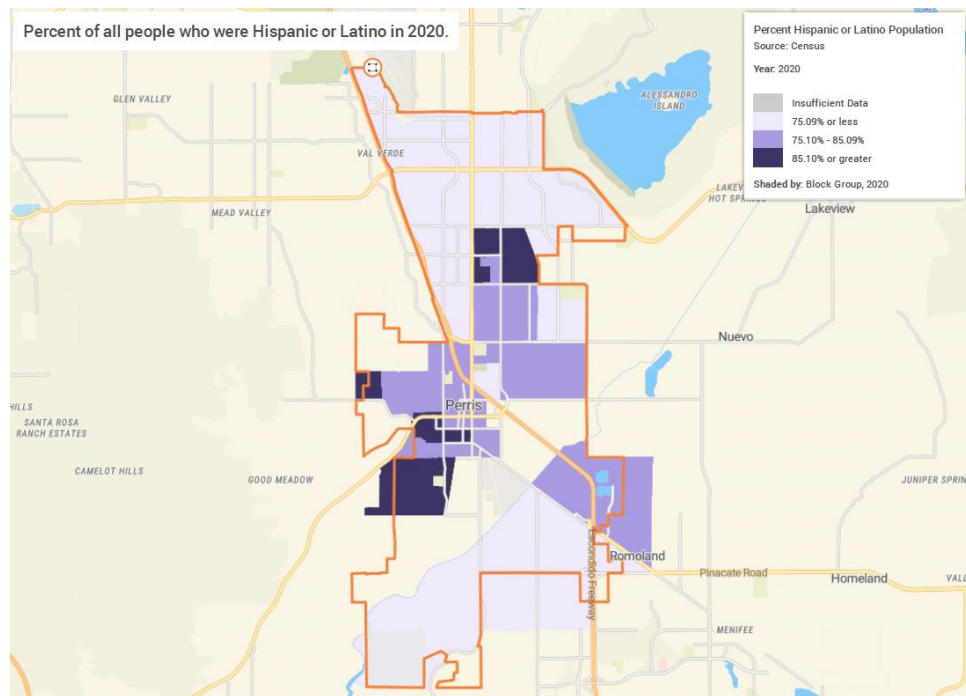 Percent of all people who were Hispanic or Latino in 2020.
Percent Hispanic or Latino Population
Source: Census
Year: 2020
Insufficient Data
75.09% or less
75.10% - 85.09%
85.10% or greater
Shaded by: Block Group, 2020
GLEN VALLEY
ALESSANDRO
ISLAND
VAL VERDE
HOT SPRINGS
MEAD VALLEY
Lakeview
Nuevo
Perris
HILLS
SANTA ROSA
RANCH ESTATES
CAMELOT HILLS
GOOD MEADOW
JUNIPER SPRIN
Escondido Freeway
Romoland
Pinacate Road
Homeland
VALL
MENIFEE